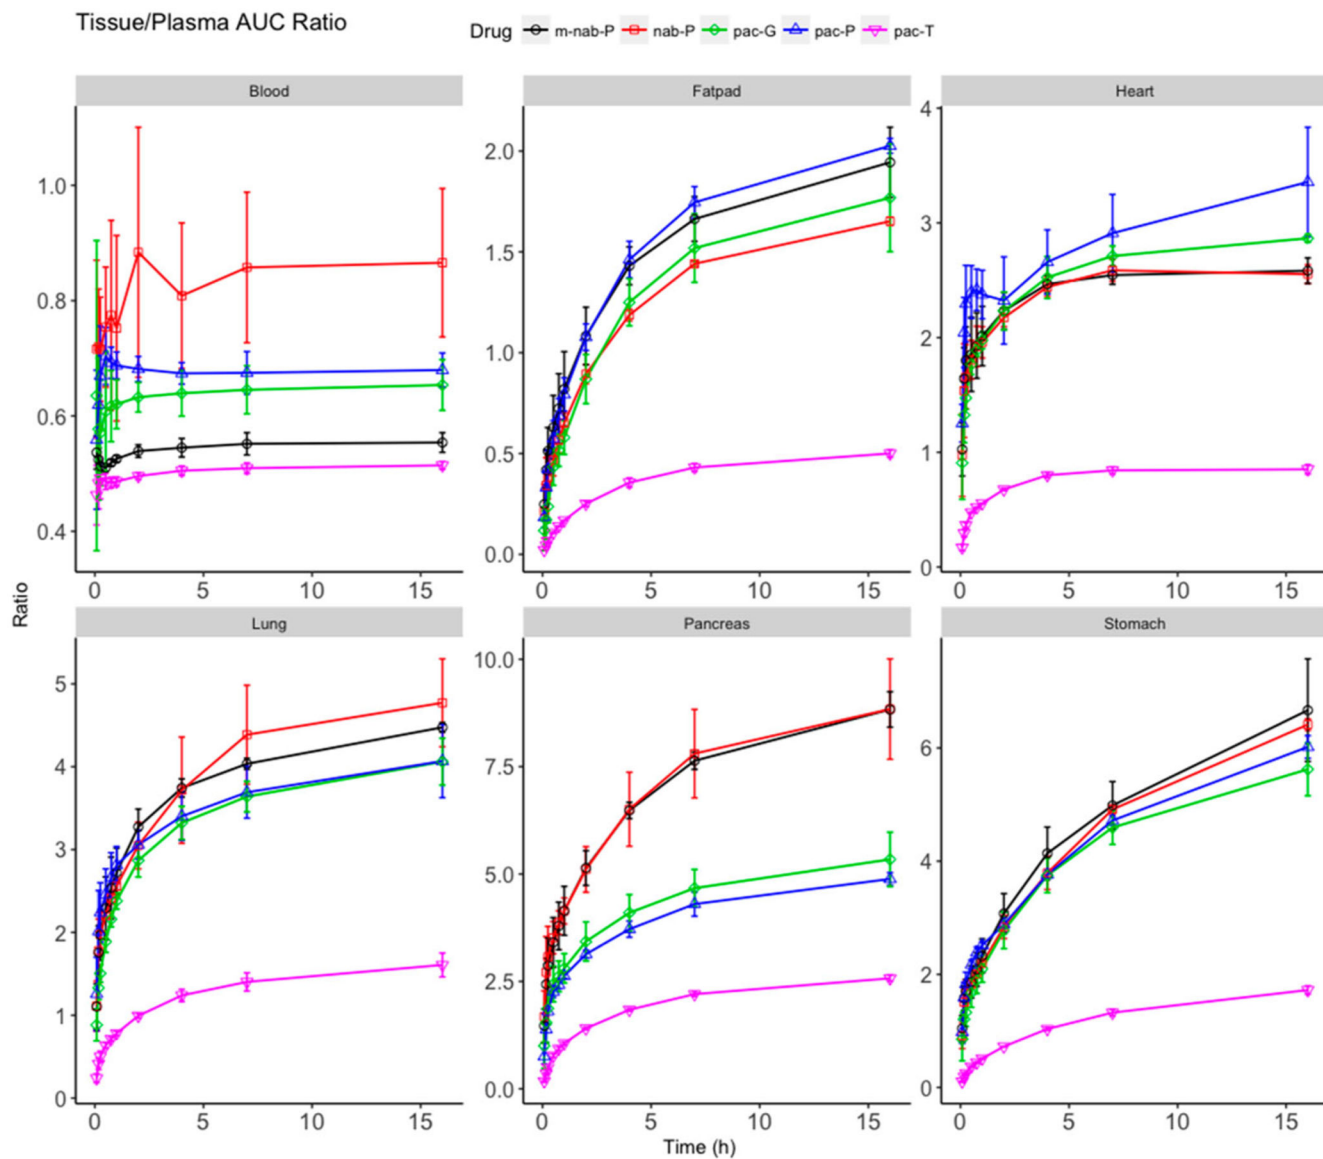 Tissue/Plasma AUC Ratio
Drug m-nab-P nab-P pac-G pac-P pac-T
Blood Fatpad Heart
1.0
0.8
0.6
0.4
0 5 10 15
2.0
1.5
1.0
0.5
0.0
0 5 10 15
4
3
2
1
0
0 5 10 15
Ratio
Lung Pancreas Stomach
5
4
3
2
1
0
0 5 10 15
10.0
7.5
5.0
2.5
0.0
0 5 10 15
6
4
2
0
0 5 10 15
Time (h)